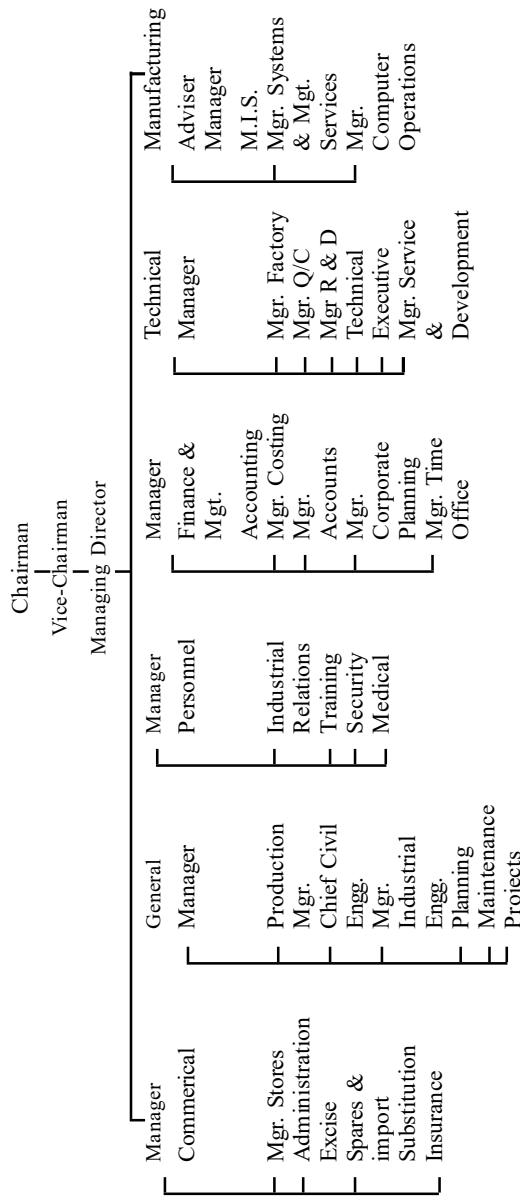 Chairman
Vice-Chairman
Managing Director
Manager
Commerical
Mgr. Stores
Administration
Excise
Spares &
import
Substitution
Insurance
General
Manager
Production
Mgr.
Chief Civil
Engg.
Mgr.
Industrial
Engg.
Planning
Maintenance
Projects
Manager
Personnel
Industrial
Relations
Training
Security
Medical
Manager
Finance &
Mgt.
Accounting
Mgr. Costing
Mgr.
Accounts
Mgr.
Corporate
Planning
Mgr. Time
Office
Technical
Manager
Mgr. Factory
Mgr. Q/C
Mgr R & D
Technical
Executive
Mgr. Service
&
Development
Manufacturing
Adviser
Manager
M.I.S.
Mgr. Systems
& Mgt.
Services
Mgr.
Computer
Operations